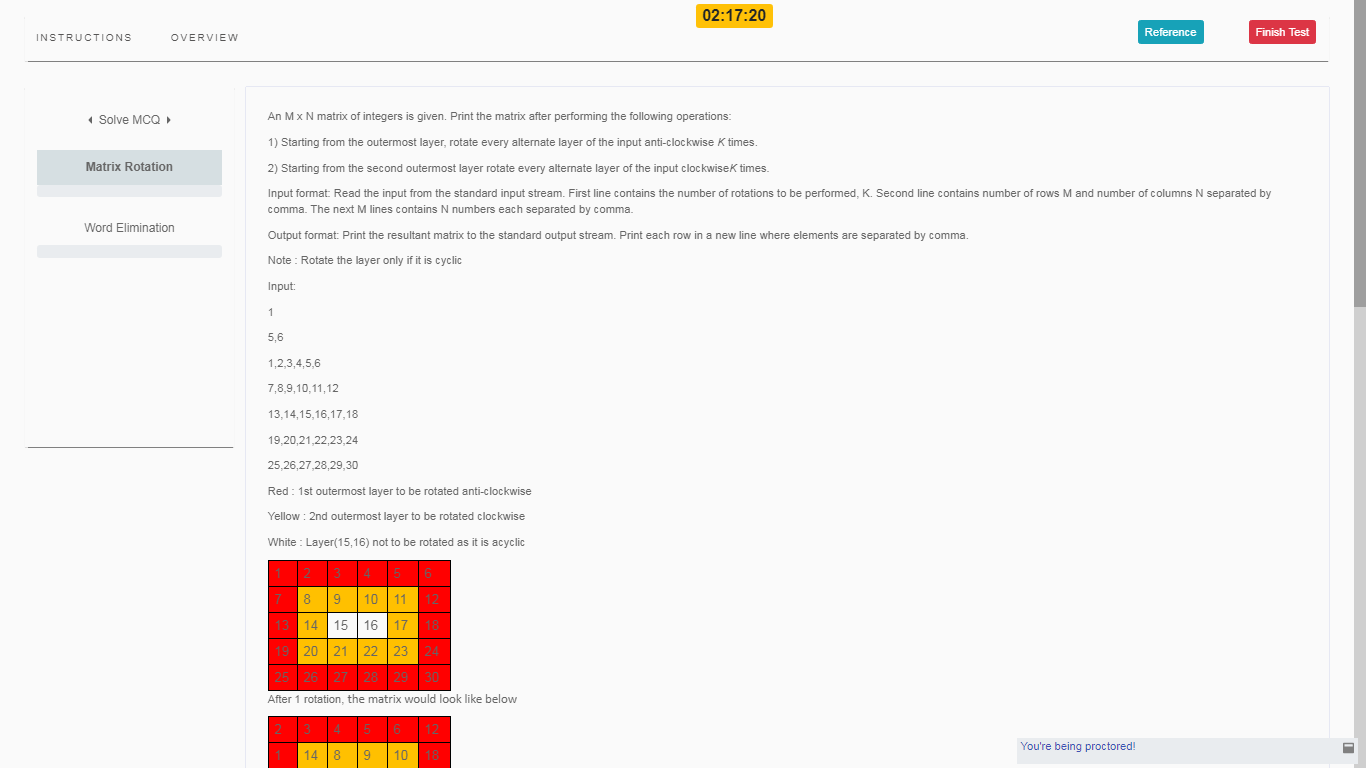 02:17:20
INSTRUCTIONS OVERVIEW Reference Finish Test
Solve MCQ
Matrix Rotation
Word Elimination
An M x N matrix of integers is given. Print the matrix after performing the following operations:
1) Starting from the outermost layer, rotate every alternate layer of the input anti-clockwise K times.
2) Starting from the second outermost layer rotate every alternate layer of the input clockwiseK times.
Input format: Read the input from the standard input stream. First line contains the number of rotations to be performed, K. Second line contains number of rows M and number of columns N separated by
comma. The next M lines contains N numbers each separated by comma.
Output format: Print the resultant matrix to the standard output stream. Print each row in a new line where elements are separated by comma.
Note : Rotate the layer only if it is cyclic
Input:
1
5,6
1,2,3,4,5,6
7,8,9,10,11,12
13,14,15,16,17,18
19,20,21,22,23,24
25,26,27,28,29,30
Red : 1st outermost layer to be rotated anti-clockwise
Yellow : 2nd outermost layer to be rotated clockwise
White : Layer(15,16) not to be rotated as it is acyclic
1 2 3 4 5 6
7 8 9 10 11 12
13 14 15 16 17 18
19 20 21 22 23 24
25 26 27 28 29 30
After 1 rotation, the matrix would look like below
2 3 4 5 6 12
1 14 8 9 10 18
You're being proctored!